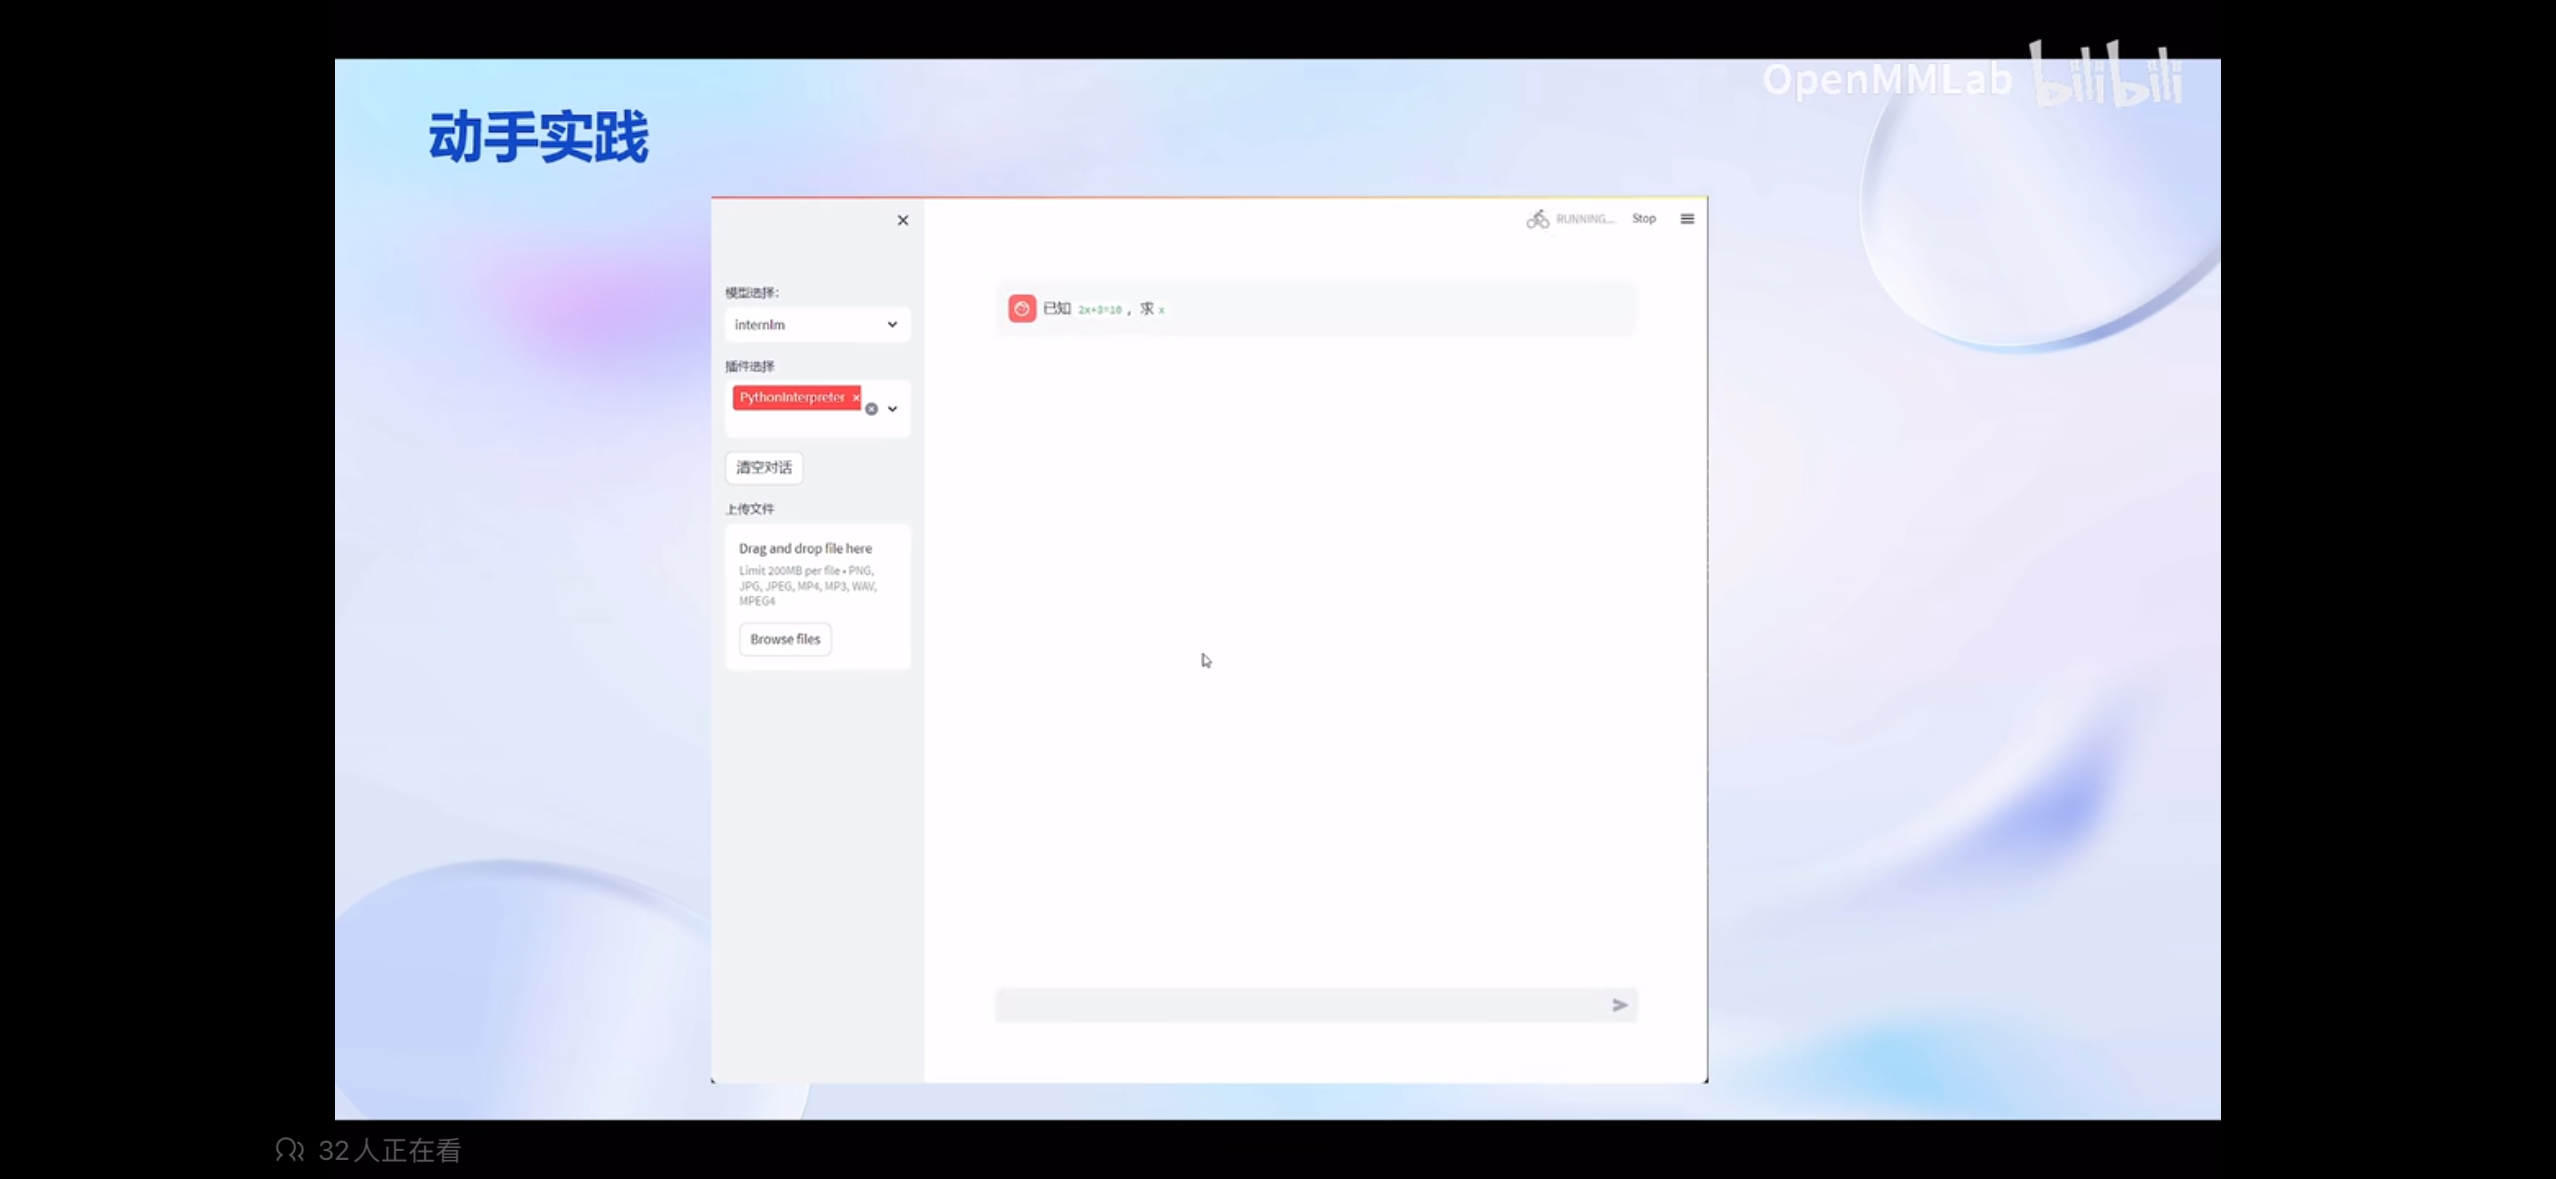 OpenMMLab bilibili
动手实践
RUNNING... Stop
模型选择：
internlm
已知 2x+3=10 ，求 x
插件选择
PythonInterpreter ×
清空对话
上传文件
Drag and drop file here
Limit 200MB per file • PNG,
JPG, JPEG, MP4, MP3, WAV,
MPEG4
Browse files
32人正在看